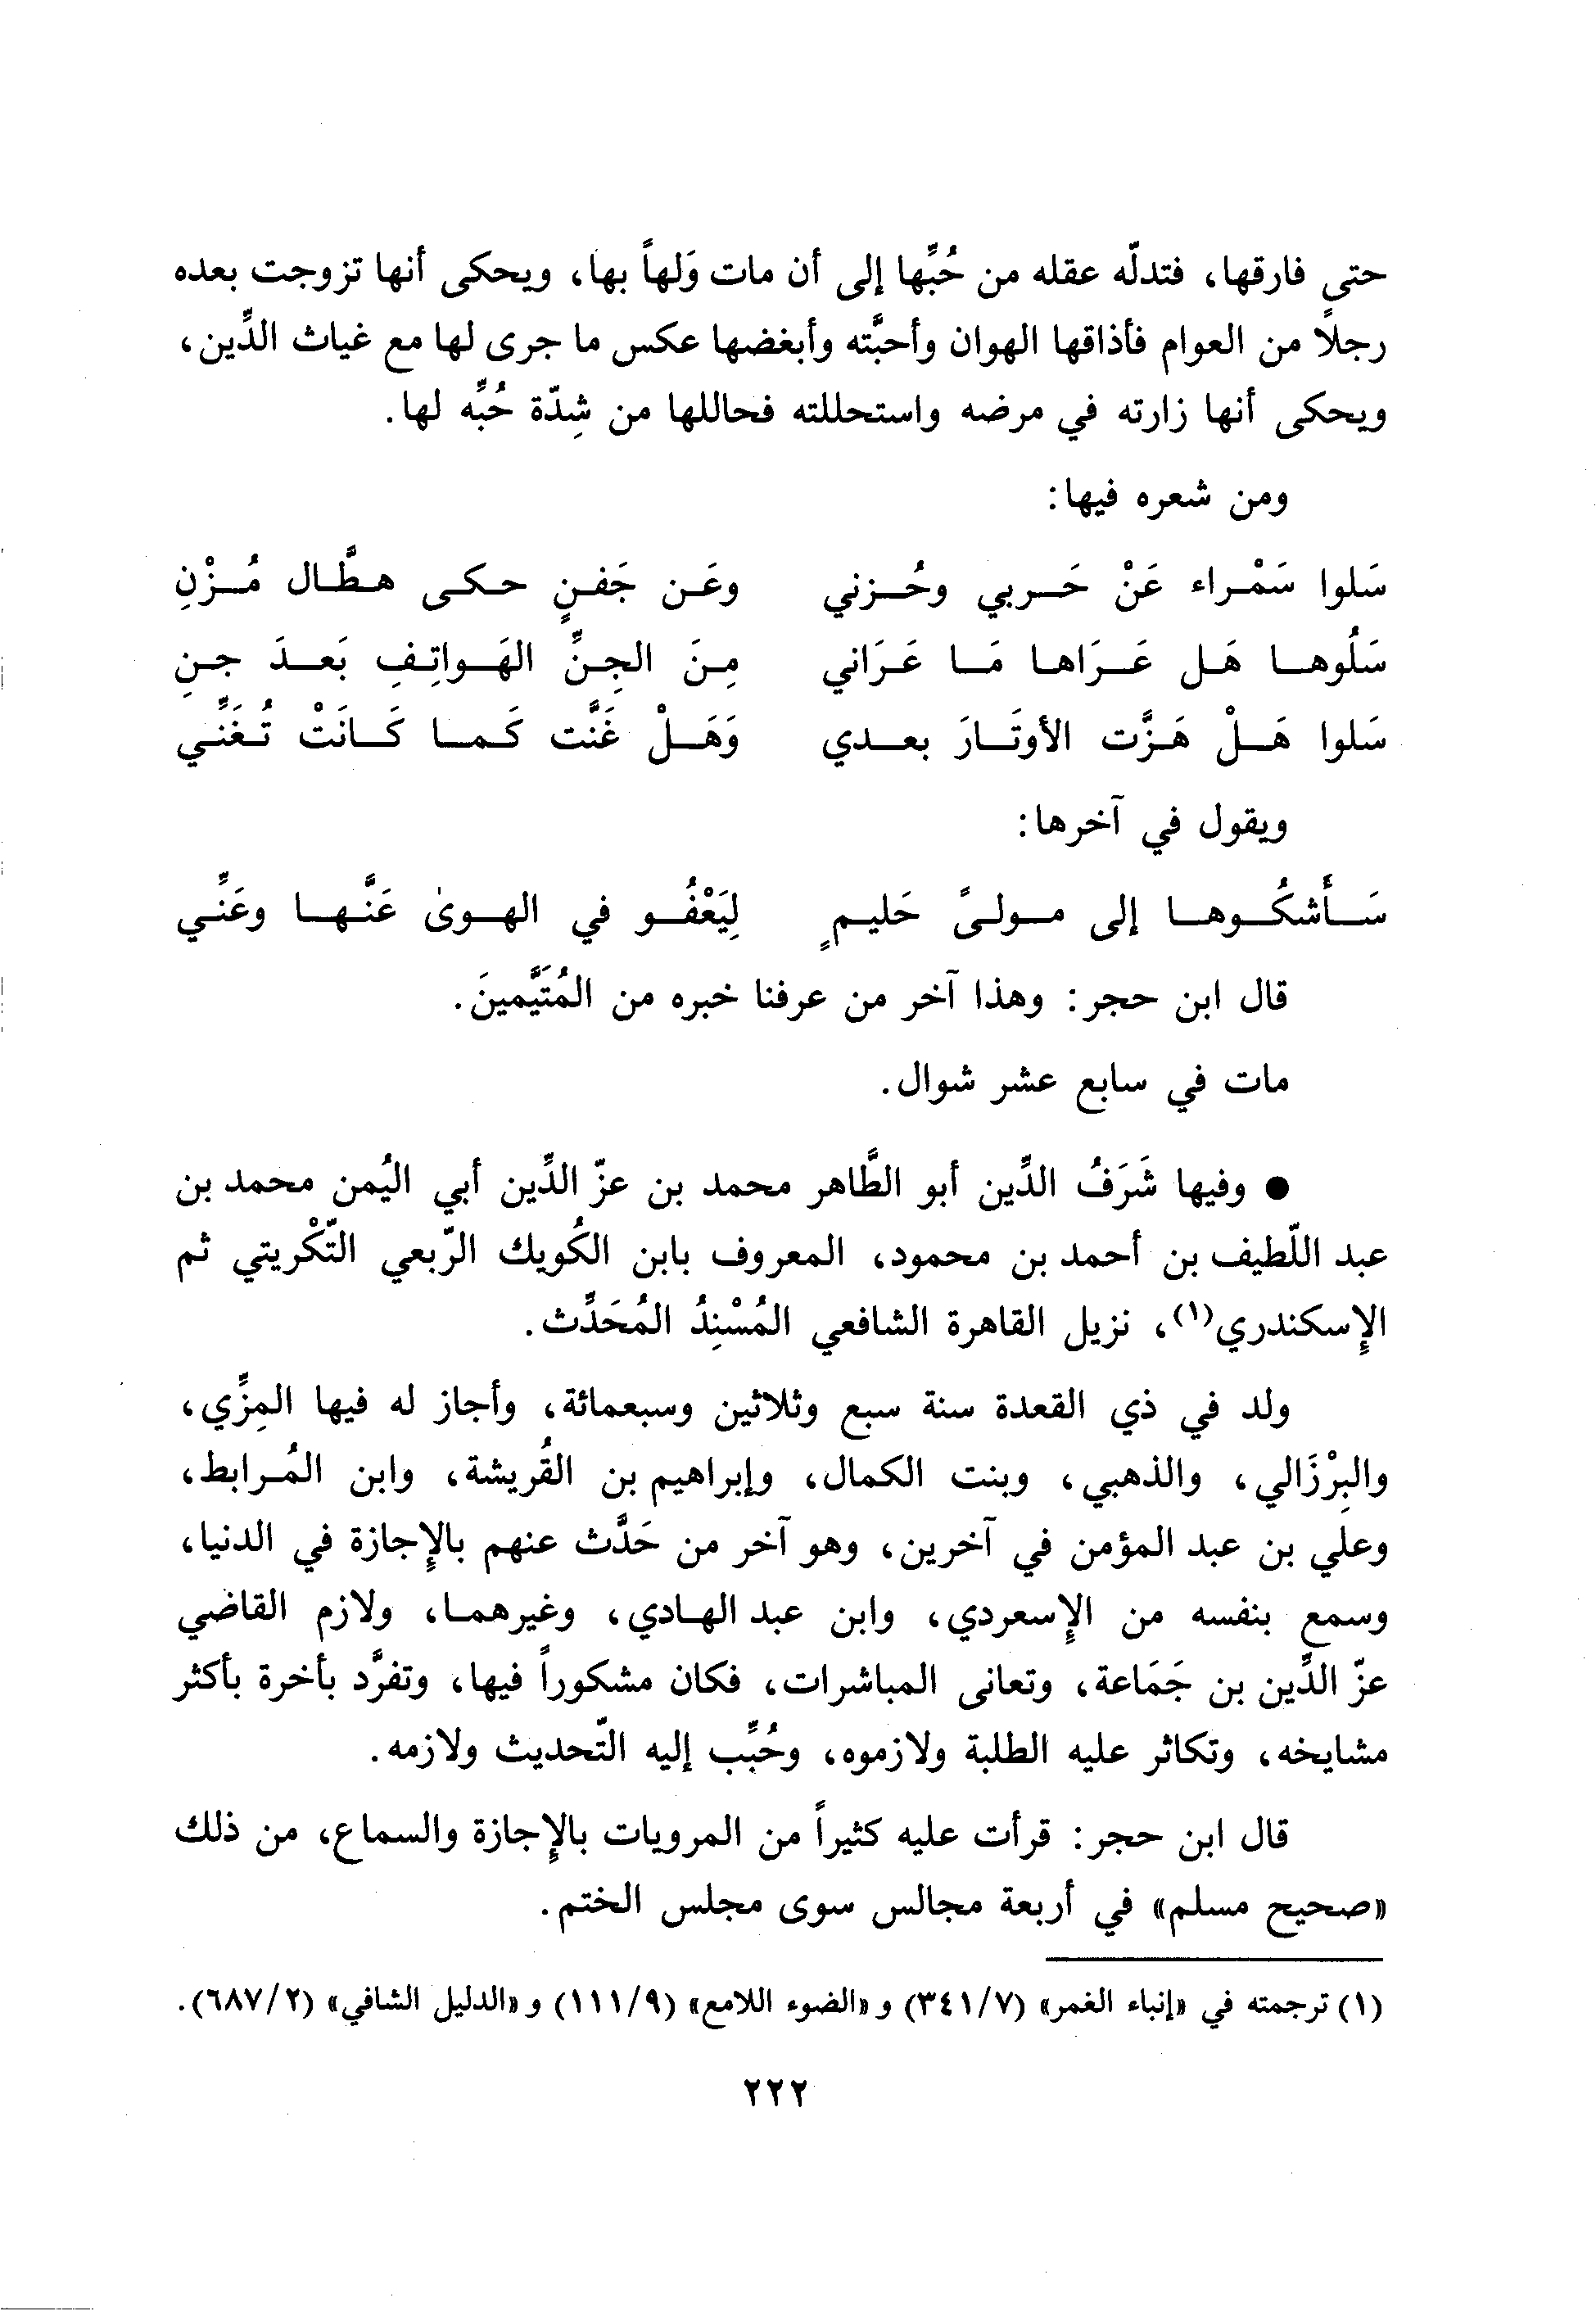 حتى فارقها، فتدلّه عقله من حُبِّها إلى أن مات وَلهاً بها، ويحكى أنها تزوجت بعده
رجلاً من العوام فأذاقها الهوان وأحبَّته وأبغضها عكس ما جرى لها مع غياث الدِّين،
ويحكى أنها زارته في مرضه واستحللته فحاللها من شِدّة حُبِّه لها.
ومن شعره فيها:
سَلوا سَمْراء عَنْ حَربي وحُزني وعَن جَفنٍ حكى هطَّال مُزْنِ
سَلُوها هَل عَرَاها مَا عَرَاني مِنَ الجِنِّ الهَواتِفِ بَعدَ جنِ
سَلوا هَلْ هَزَّت الأوتَارَ بعدي وَهَلْ غَنَّت كَما كَانَتْ تُغَنِّي
ويقول في آخرها:
سَأَشكُوها إلى مولىً حَليمٍ لِيَعْفُو في الهوىٰ عَنَّها وعَنِّي
قال ابن حجر: وهذا آخر من عرفنا خبره من المُتَيَّمينَ.
مات في سابع عشر شوال.
● وفيها شَرَفُ الدِّين أبو الطَّاهر محمد بن عزّ الدِّين أبي اليُمن محمد بن
عبد اللّطيف بن أحمد بن محمود، المعروف بابن الكُويك الرّبعي التّكْريتي ثم
الإسكندري(١)، نزيل القاهرة الشافعي المُسْنِدُ المُحَدِّث.
ولد في ذي القعدة سنة سبع وثلاثين وسبعمائة، وأجاز له فيها المِزِّي،
والبِرْزَالي، والذهبي، وبنت الكمال، وإبراهيم بن القُريشة، وابن المُرابط،
وعلي بن عبد المؤمن في آخرين، وهو آخر من حَدَّث عنهم بالإجازة في الدنيا،
وسمع بنفسه من الإسعردي، وابن عبد الهادي، وغيرهما، ولازم القاضي
عزّ الدِّين بن جَمَاعة، وتعانى المباشرات، فكان مشكوراً فيها، وتفرَّد بأخرة بأكثر
مشايخه، وتكاثر عليه الطلبة ولازموه، وحُبِّب إليه التّحديث ولازمه.
قال ابن حجر: قرأت عليه كثيراً من المرويات بالإجازة والسماع، من ذلك
«صحيح مسلم» في أربعة مجالس سوى مجلس الختم.
(١) ترجمته في «إنباء الغمر» (٣٤١/٧) و «الضوء اللامع» (١١١/٩) و «الدليل الشافي» (٦٨٧/٢).
٢٢٢